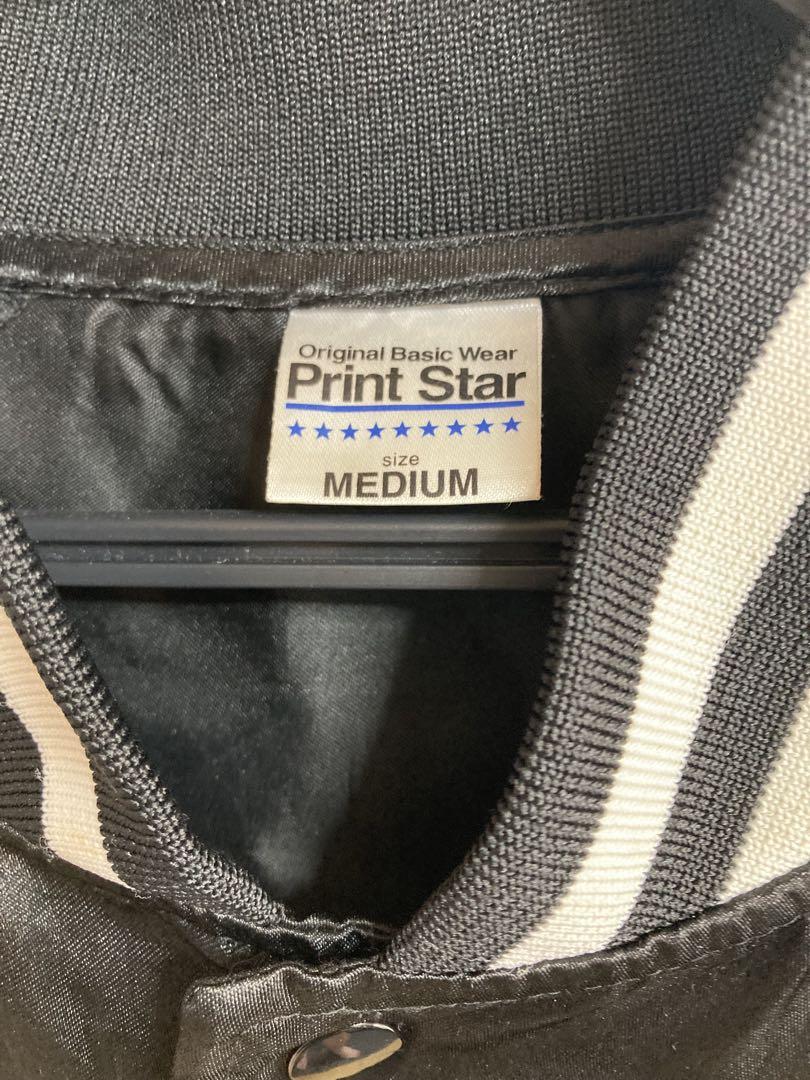 Original Basic Wear
Print Star
★★★★★★★★★
size
MEDIUM